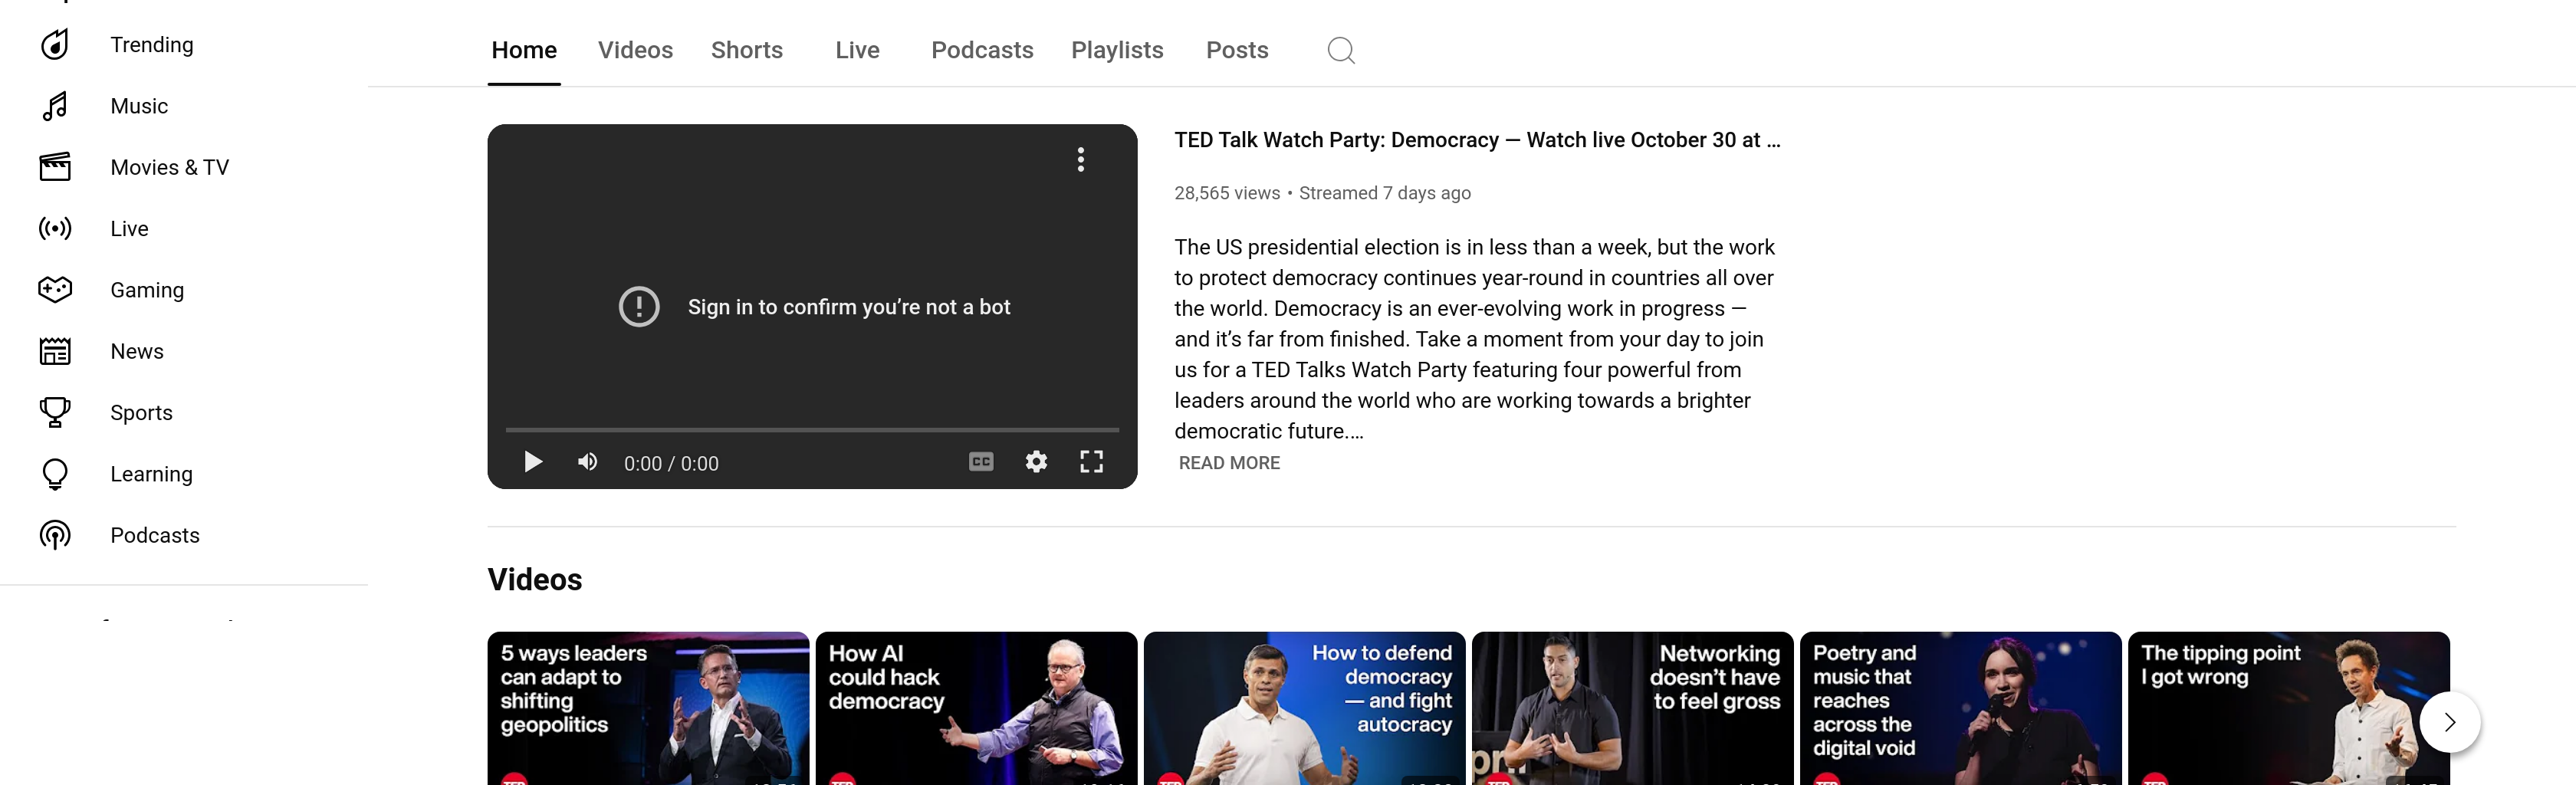 Trending
Music
Movies & TV
Live
Gaming
News
Sports
Learning
Podcasts
Home Videos Shorts Live Podcasts Playlists Posts
Sign in to confirm you’re not a bot
0:00 / 0:00
CC
TED Talk Watch Party: Democracy — Watch live October 30 at ...
28,565 views • Streamed 7 days ago
The US presidential election is in less than a week, but the work
to protect democracy continues year-round in countries all over
the world. Democracy is an ever-evolving work in progress —
and it’s far from finished. Take a moment from your day to join
us for a TED Talks Watch Party featuring four powerful from
leaders around the world who are working towards a brighter
democratic future....
READ MORE
Videos
5 ways leaders
can adapt to
shifting
geopolitics
How AI
could hack
democracy
How to defend
democracy
— and fight
autocracy
Networking
doesn’t have
to feel gross
Poetry and
music that
reaches
across the
digital void
The tipping point
I got wrong